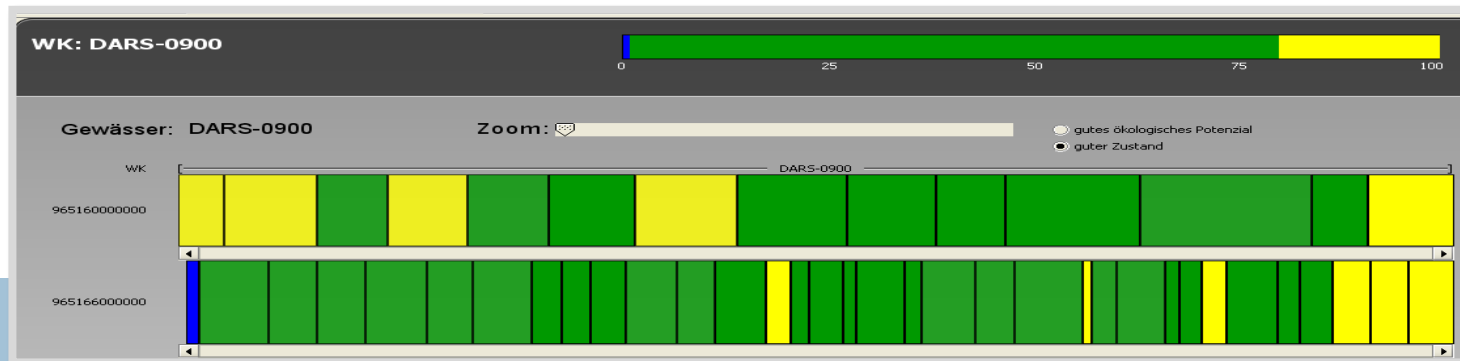 WK: DARS-0900
0 25 50 75 100
Gewässer: DARS-0900 Zoom:
gutes ökologisches Potenzial
guter Zustand
WK DARS-0900
965160000000
965166000000